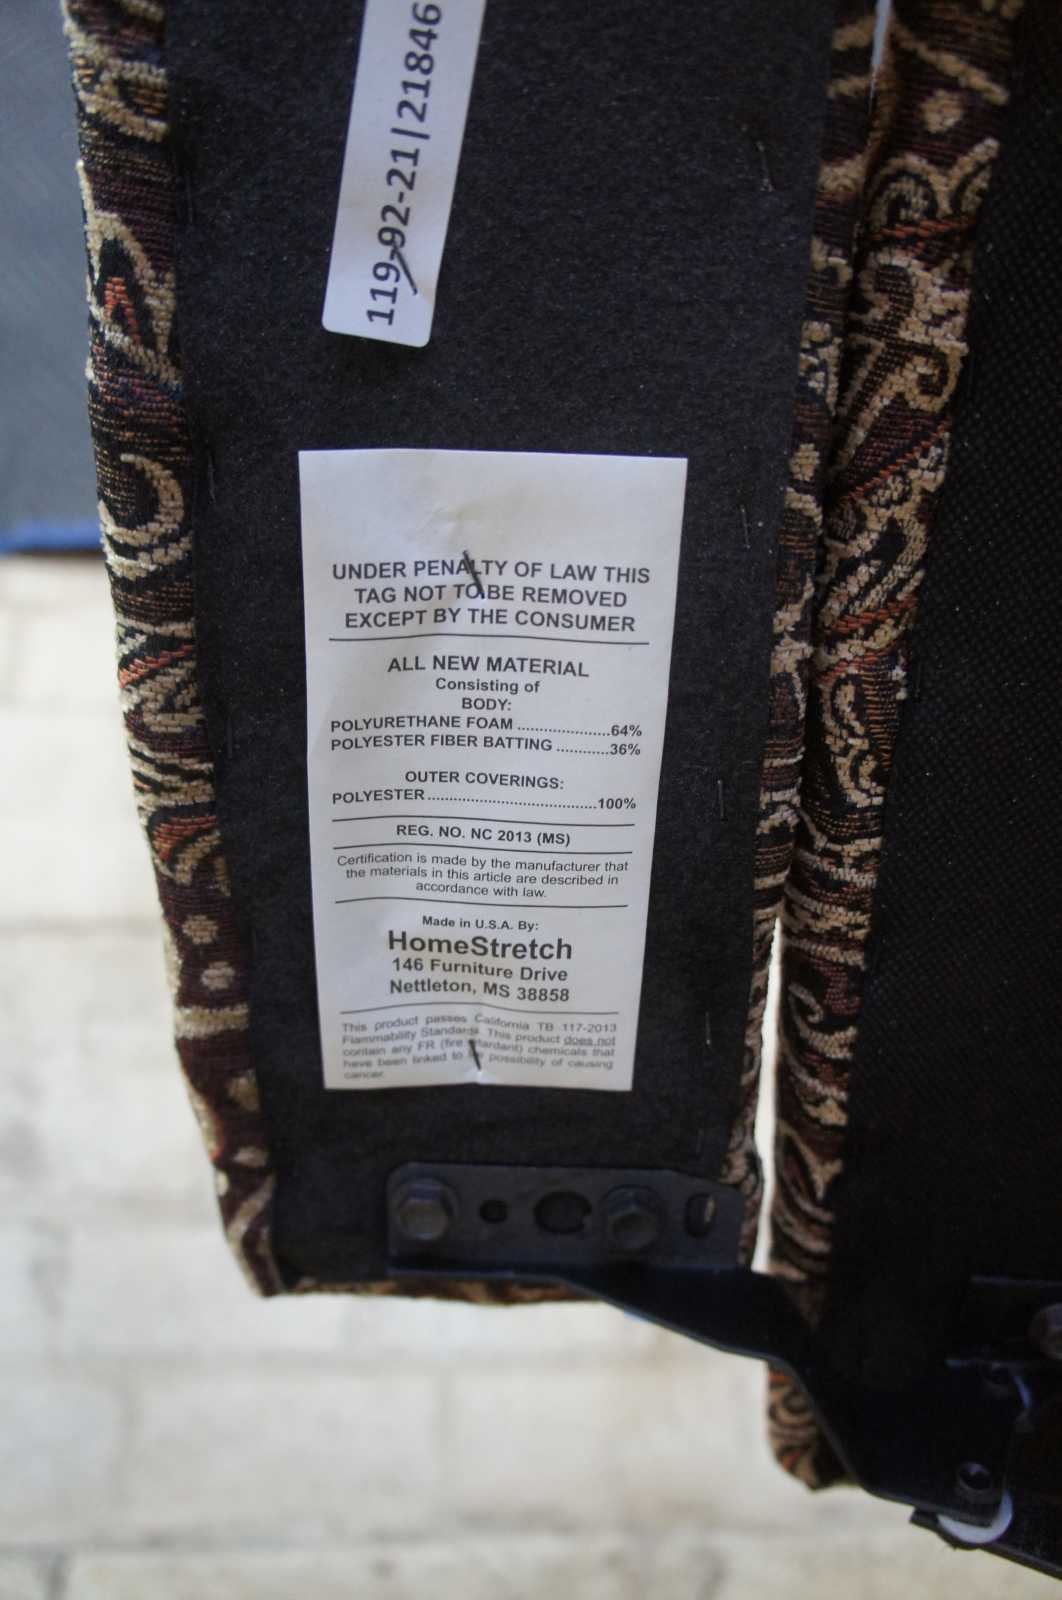 119-92-21|21846
UNDER PENALTY OF LAW THIS
TAG NOT TO BE REMOVED
EXCEPT BY THE CONSUMER
ALL NEW MATERIAL
Consisting of
BODY:
POLYURETHANE FOAM .....................64%
POLYESTER FIBER BATTING ............36%
OUTER COVERINGS:
POLYESTER.......................................100%
REG. NO. NC 2013 (MS)
Certification is made by the manufacturer that
the materials in this article are described in
accordance with law.
Made in U.S.A. By:
HomeStretch
146 Furniture Drive
Nettleton, MS 38858
This product passes California TB 117-2013
Flammability Standards. This product does not
contain any FR (fire retardant) chemicals that
have been linked to be possibility of causing
cancer.